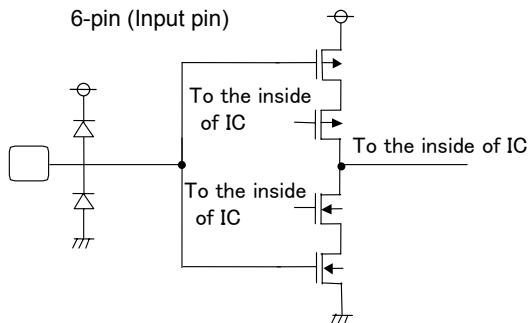 6-pin (Input pin)
To the inside
of IC
To the inside of IC
To the inside
of IC